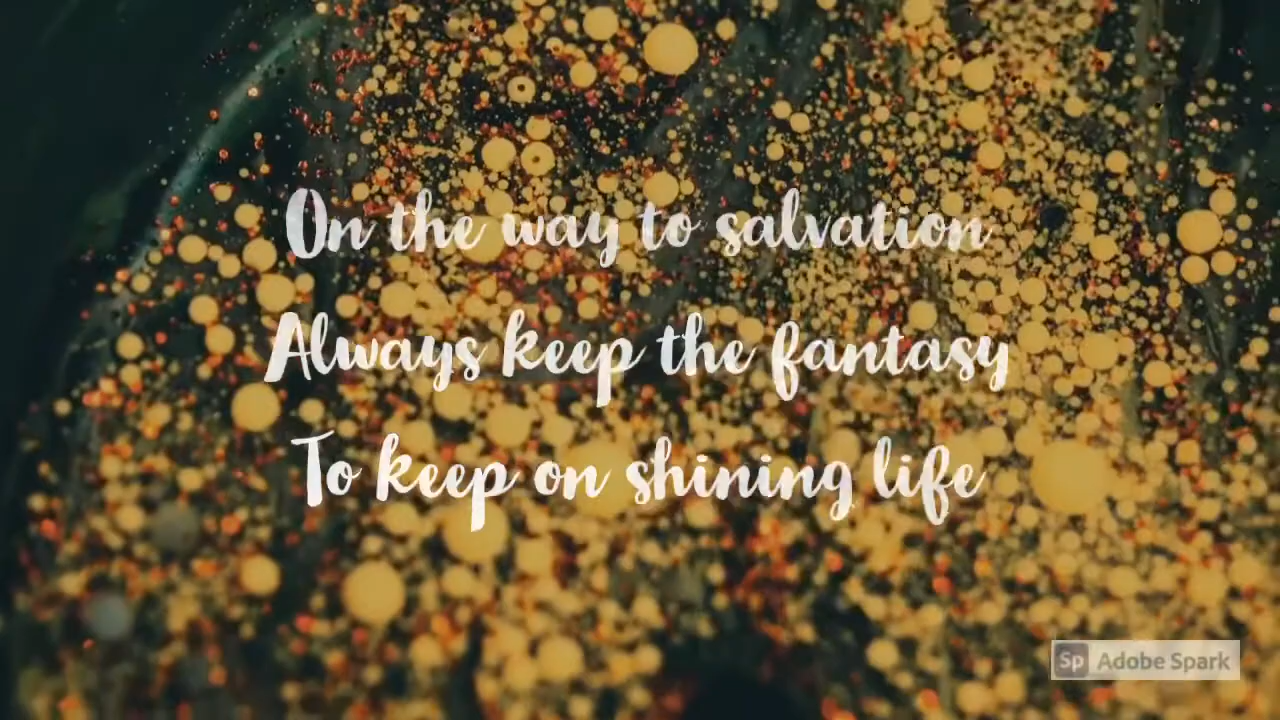 On the way to salvation
Always keep the fantasy
To keep on shining life
Sp Adobe Spark